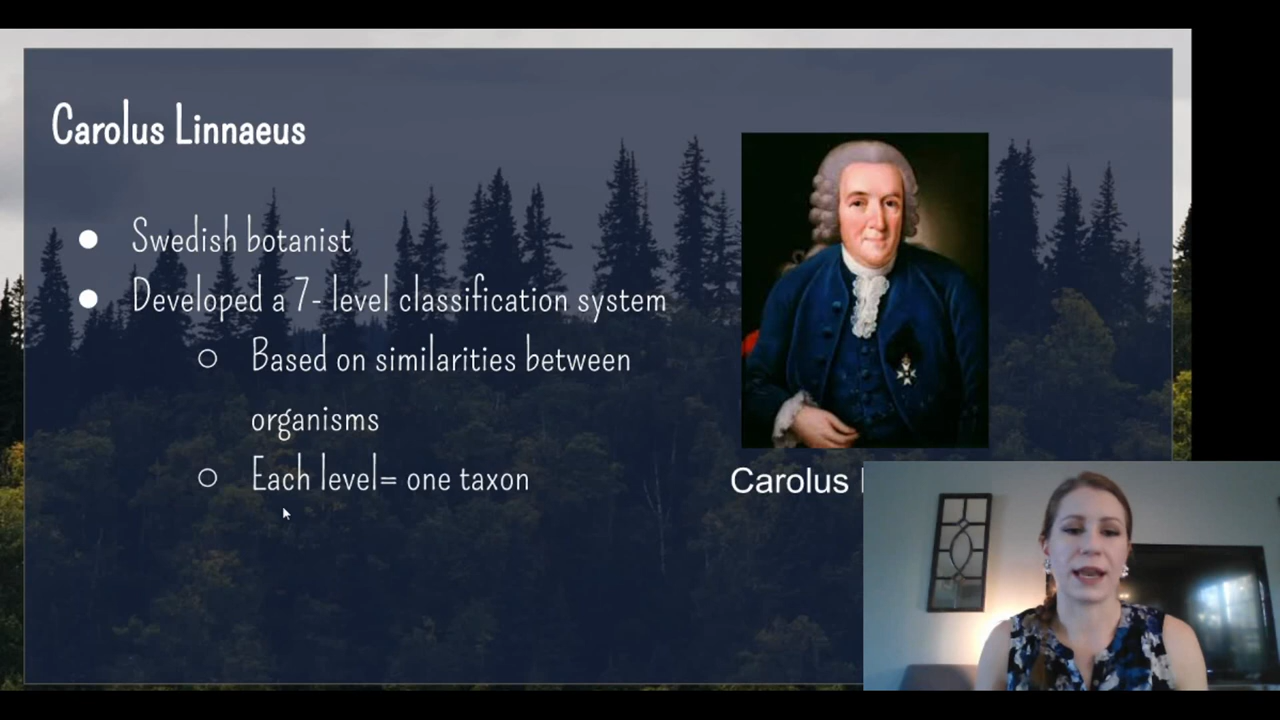 Carolus Linnaeus
● Swedish botanist
● Developed a 7- level classification system
○ Based on similarities between
organisms
○ Each level= one taxon
Carolus